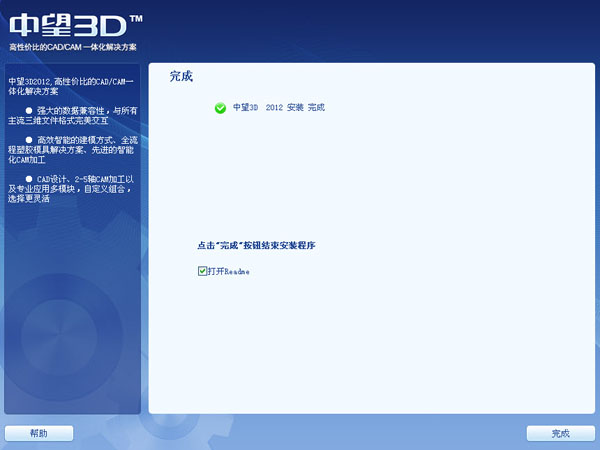 中望3D™
高性价比的CAD/CAM 一体化解决方案
中望3D2012,高性价比的CAD/CAM一
体化解决方案
● 强大的数据兼容性，与所有
主流三维文件格式完美交互
● 高效智能的建模方式、全流
程塑胶模具解决方案、先进的智能
化CAM加工
● CAD设计、2-5轴CAM加工以
及专业应用多模块，自定义组合，
选择更灵活
完成
中望3D 2012 安装 完成
点击"完成"按钮结束安装程序
打开Readme
帮助
完成